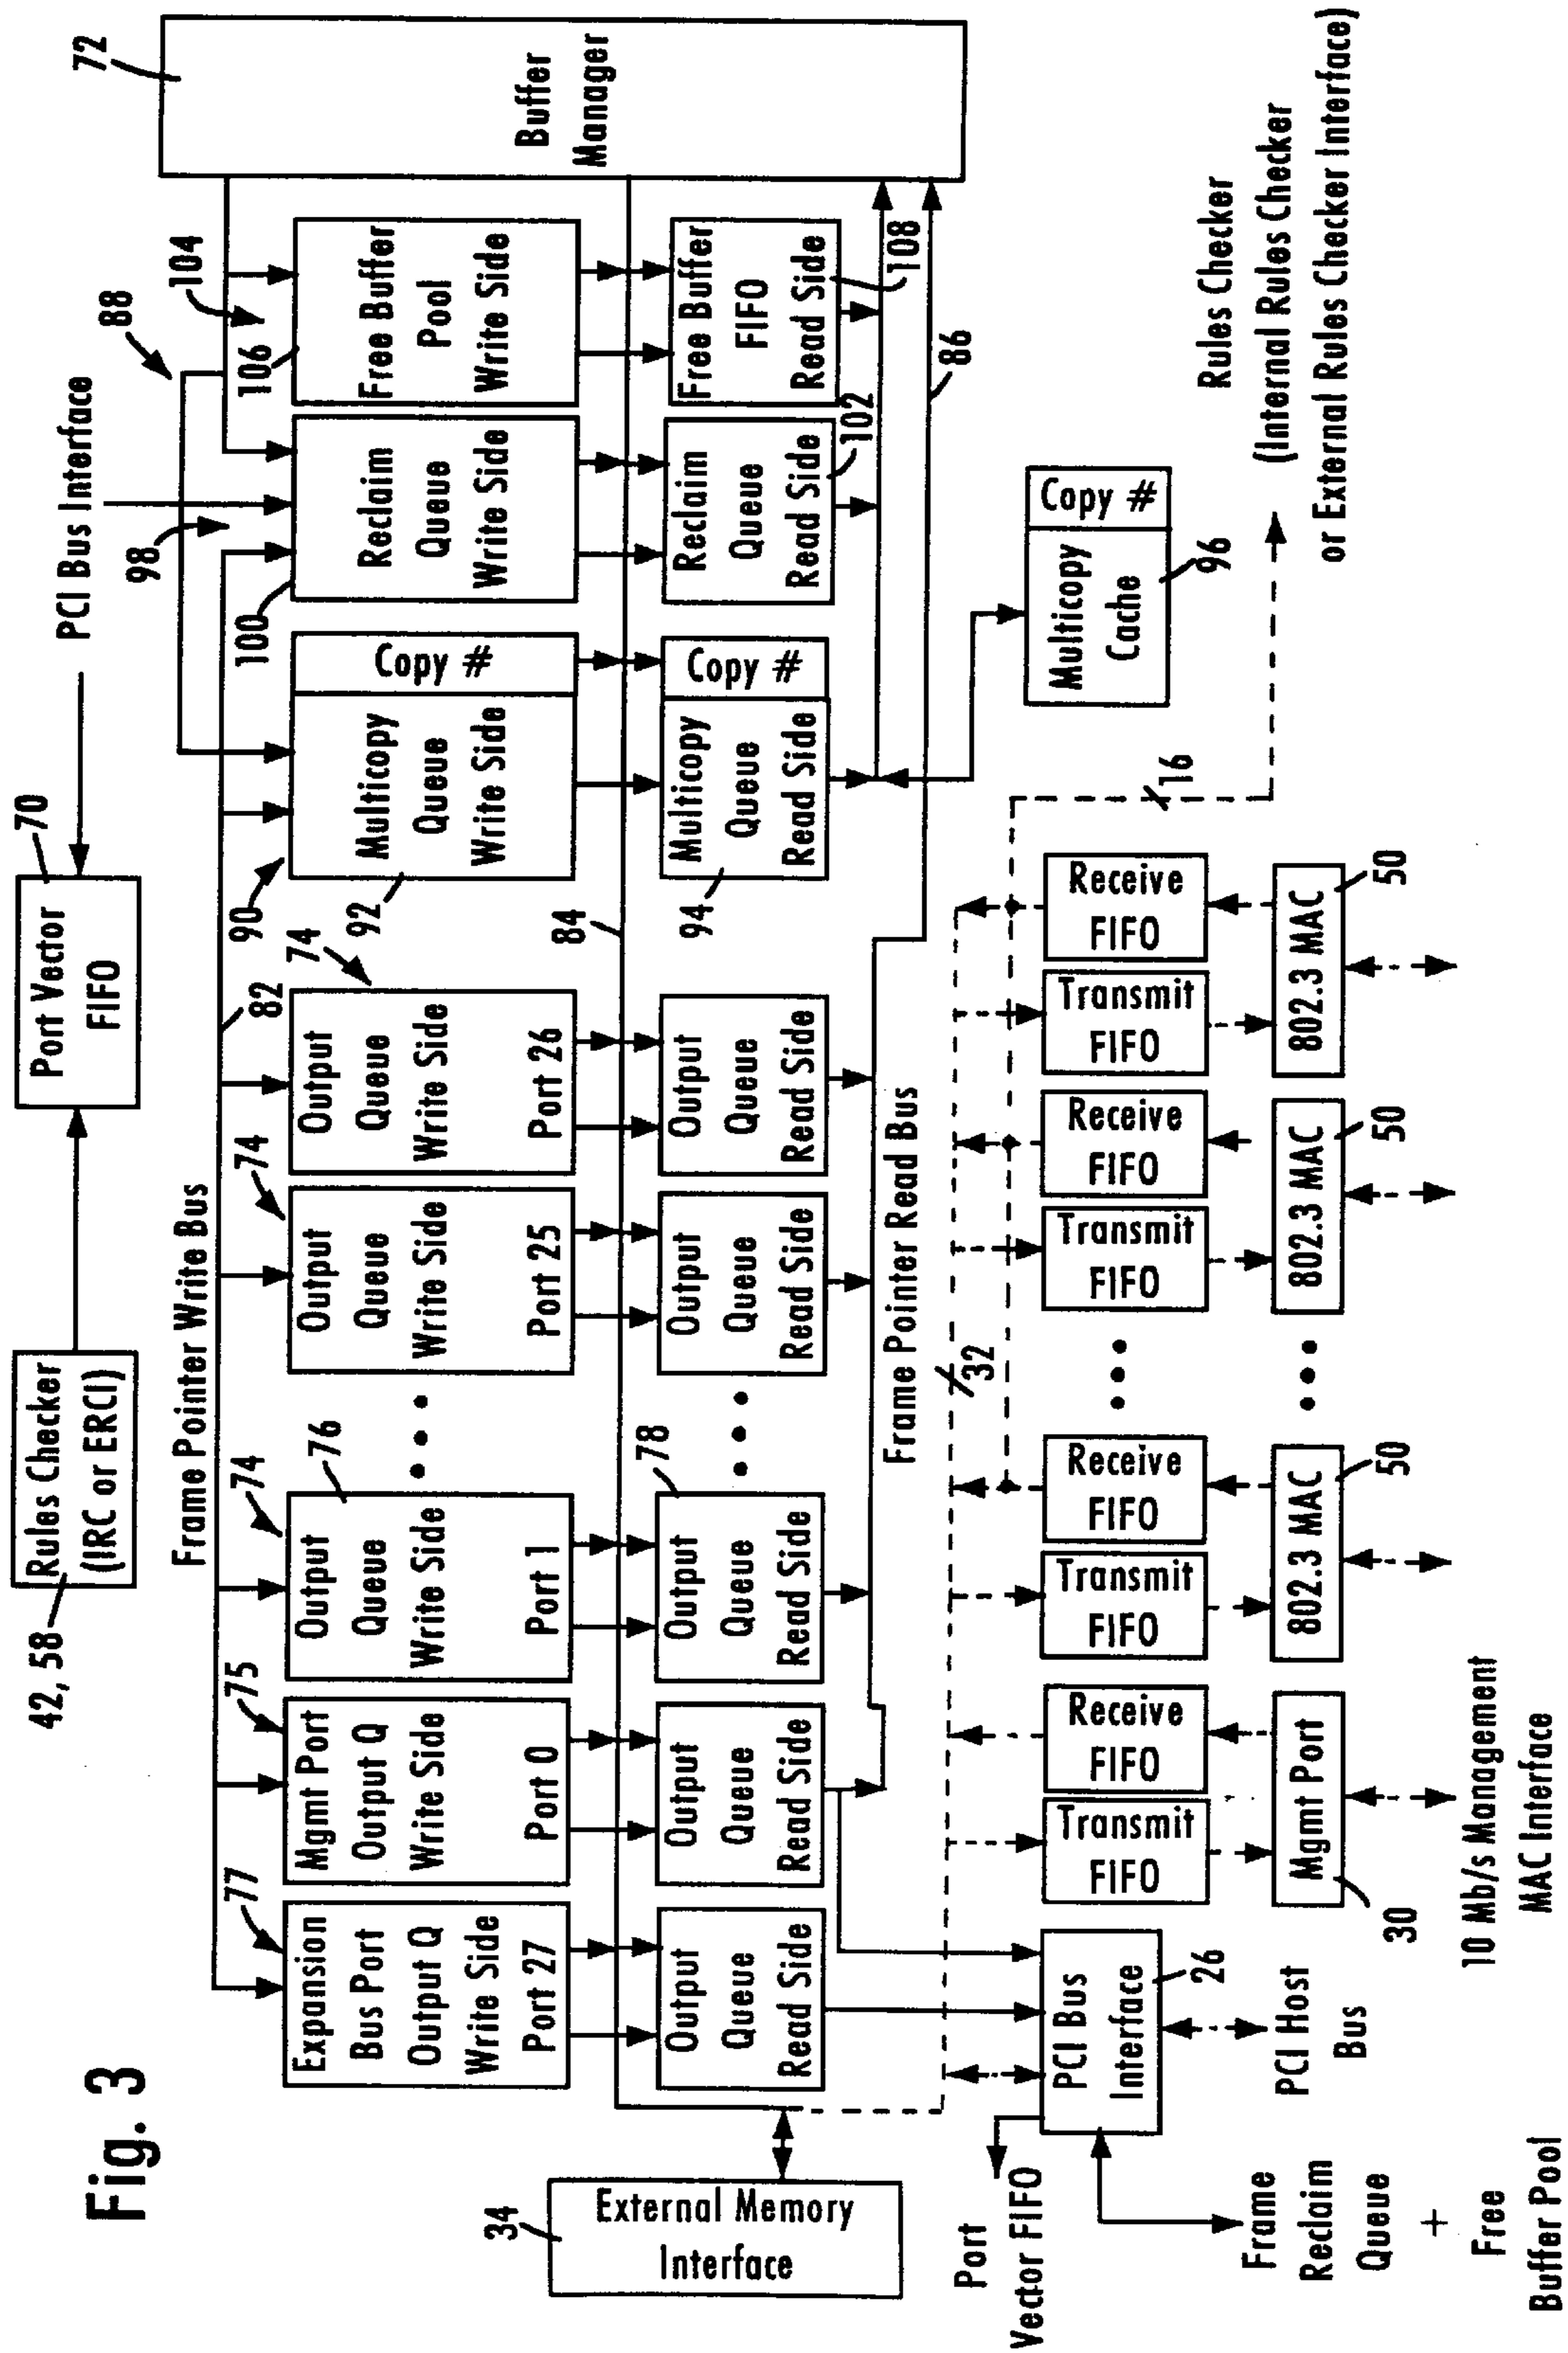 Fig. 3
42, 58
Rules Checker
(IRC or ERCI)
70
Port Vector
FIFO
PCI Bus Interface
88
72
Buffer
Manager
Frame Pointer Write Bus
82
98
104
77
Expansion
Bus Port
Output Q
Write Side
Port 27
75
Mgmt Port
Output Q
Write Side
Port 0
74
76
Output
Queue
Write Side
Port 1
74
Output
Queue
Write Side
Port 25
74
Output
Queue
Write Side
Port 26
90
92
Multicopy
Queue
Write Side
Copy #
100
Reclaim
Queue
Write Side
106
Free Buffer
Pool
Write Side
84
34
External Memory
Interface
Output
Queue
Read Side
Output
Queue
Read Side
78
Output
Queue
Read Side
Output
Queue
Read Side
Output
Queue
Read Side
94
Multicopy
Queue
Read Side
Copy #
Reclaim
Queue
Read Side
102
Free Buffer
FIFO
Read Side
108
Frame Pointer Read Bus
86
32
16
Multicopy
Cache
Copy #
96
Rules Checker
(Internal Rules Checker
or External Rules Checker Interface)
Port
Vector FIFO
PCI Bus
Interface
26
Transmit
FIFO
Receive
FIFO
Mgmt Port
30
Transmit
FIFO
Receive
FIFO
802.3 MAC
50
Transmit
FIFO
Receive
FIFO
802.3 MAC
50
Transmit
FIFO
Receive
FIFO
802.3 MAC
50
Frame
Reclaim
Queue
+
Free
Buffer Pool
PCI Host
Bus
10 Mb/s Management
MAC Interface